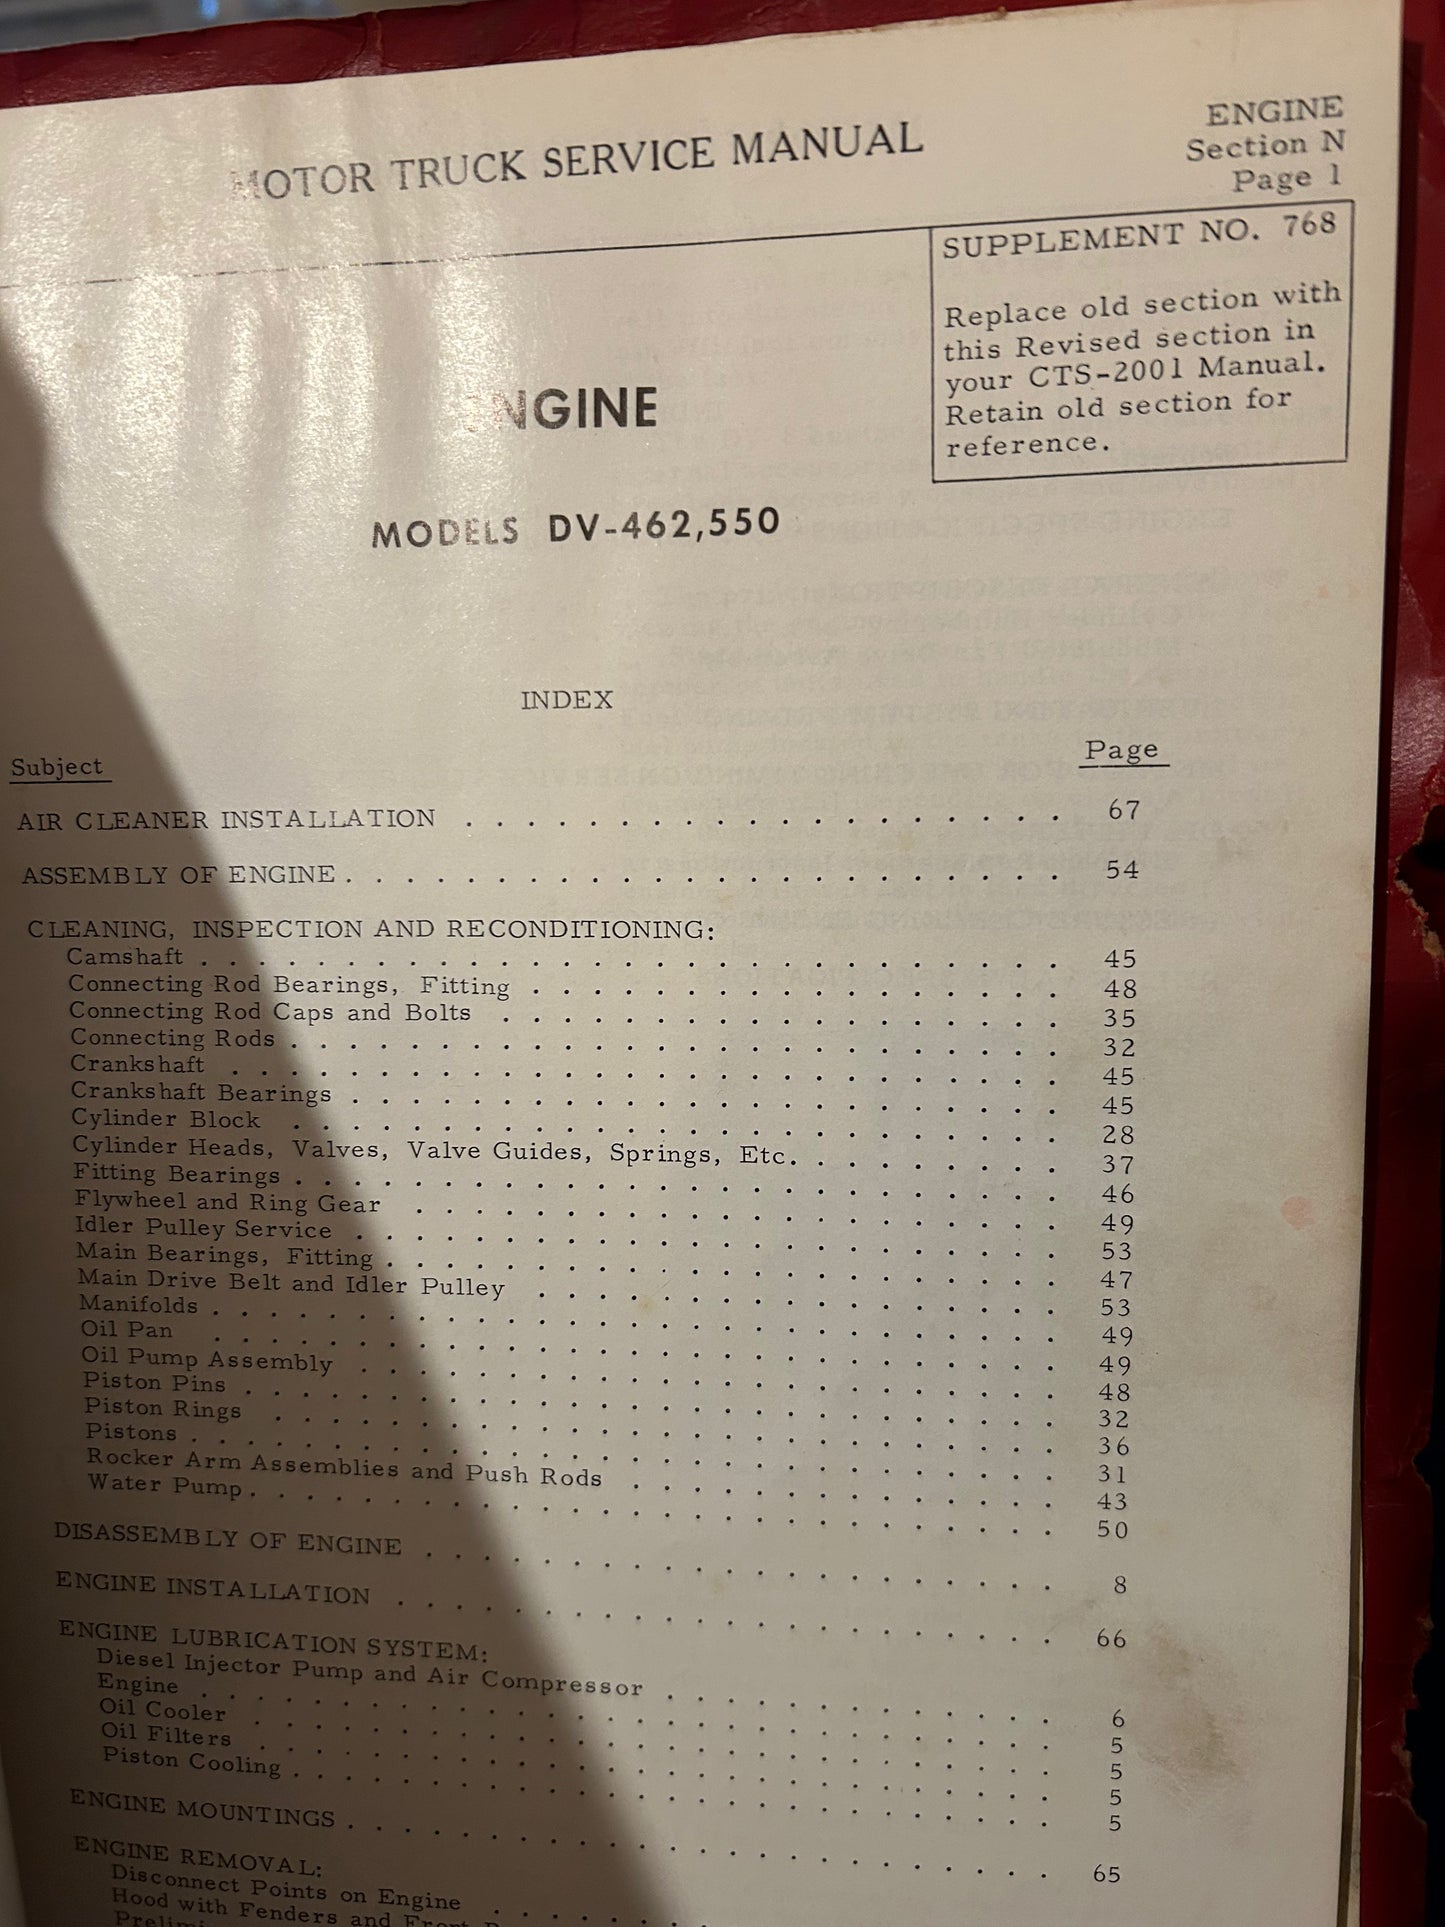 MOTOR TRUCK SERVICE MANUAL
ENGINE
Section N
Page 1
SUPPLEMENT NO. 768
Replace old section with
this Revised section in
your CTS-2001 Manual.
Retain old section for
reference.
ENGINE
MODELS DV-462,550
INDEX
Subject Page
AIR CLEANER INSTALLATION . . . . . . . . . . . . . . . . . . . . 67
ASSEMBLY OF ENGINE . . . . . . . . . . . . . . . . . . . . 54
CLEANING, INSPECTION AND RECONDITIONING:
Camshaft . . . . . . . . . . . . . . . . . . . . 45
Connecting Rod Bearings, Fitting . . . . . . . . . . . . . . . . . . 48
Connecting Rod Caps and Bolts . . . . . . . . . . . . . . . . . . . 35
Connecting Rods . . . . . . . . . . . . . . . . . . . . 32
Crankshaft . . . . . . . . . . . . . . . . . . . . 45
Crankshaft Bearings . . . . . . . . . . . . . . . . . . . . 45
Cylinder Block . . . . . . . . . . . . . . . . . . . . 28
Cylinder Heads, Valves, Valve Guides, Springs, Etc. . . . . . . . . . 37
Fitting Bearings . . . . . . . . . . . . . . . . . . . . 46
Flywheel and Ring Gear . . . . . . . . . . . . . . . . . . . . 49
Idler Pulley Service . . . . . . . . . . . . . . . . . . . . 53
Main Bearings, Fitting . . . . . . . . . . . . . . . . . . . . 47
Main Drive Belt and Idler Pulley . . . . . . . . . . . . . . . . . . 53
Manifolds . . . . . . . . . . . . . . . . . . . . 49
Oil Pan . . . . . . . . . . . . . . . . . . . . 49
Oil Pump Assembly . . . . . . . . . . . . . . . . . . . . 48
Piston Pins . . . . . . . . . . . . . . . . . . . . 32
Piston Rings . . . . . . . . . . . . . . . . . . . . 36
Pistons . . . . . . . . . . . . . . . . . . . . 31
Rocker Arm Assemblies and Push Rods . . . . . . . . . . . . . . . 43
Water Pump . . . . . . . . . . . . . . . . . . . . 50
DISASSEMBLY OF ENGINE . . . . . . . . . . . . . . . . . . . . 8
ENGINE INSTALLATION . . . . . . . . . . . . . . . . . . . . 66
ENGINE LUBRICATION SYSTEM:
Diesel Injector Pump and Air Compressor . . . . . . . . . . . . . 6
Engine . . . . . . . . . . . . . . . . . . . . 5
Oil Cooler . . . . . . . . . . . . . . . . . . . . 5
Oil Filters . . . . . . . . . . . . . . . . . . . . 5
Piston Cooling . . . . . . . . . . . . . . . . . . . . 5
ENGINE MOUNTINGS . . . . . . . . . . . . . . . . . . . . 65
ENGINE REMOVAL:
Disconnect Points on Engine . . . . . . .
Hood with Fenders and Front